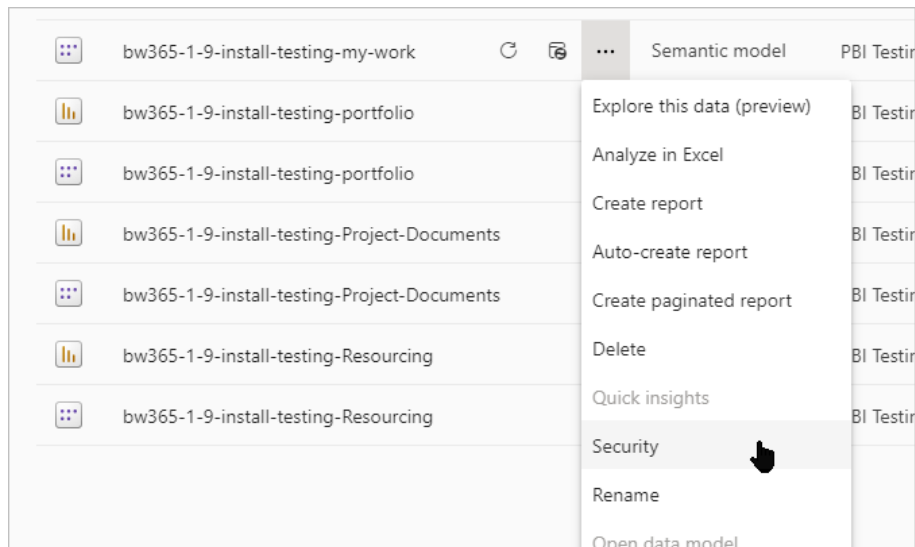 bw365-1-9-install-testing-my-work ... Semantic model PBI Testin
Explore this data (preview)
bw365-1-9-install-testing-portfolio BI Testin
Analyze in Excel
bw365-1-9-install-testing-portfolio BI Testin
Create report
bw365-1-9-install-testing-Project-Documents BI Testin
Auto-create report
bw365-1-9-install-testing-Project-Documents BI Testin
Create paginated report
bw365-1-9-install-testing-Resourcing BI Testin
Delete
Quick insights
bw365-1-9-install-testing-Resourcing BI Testin
Security
Rename
Open data model